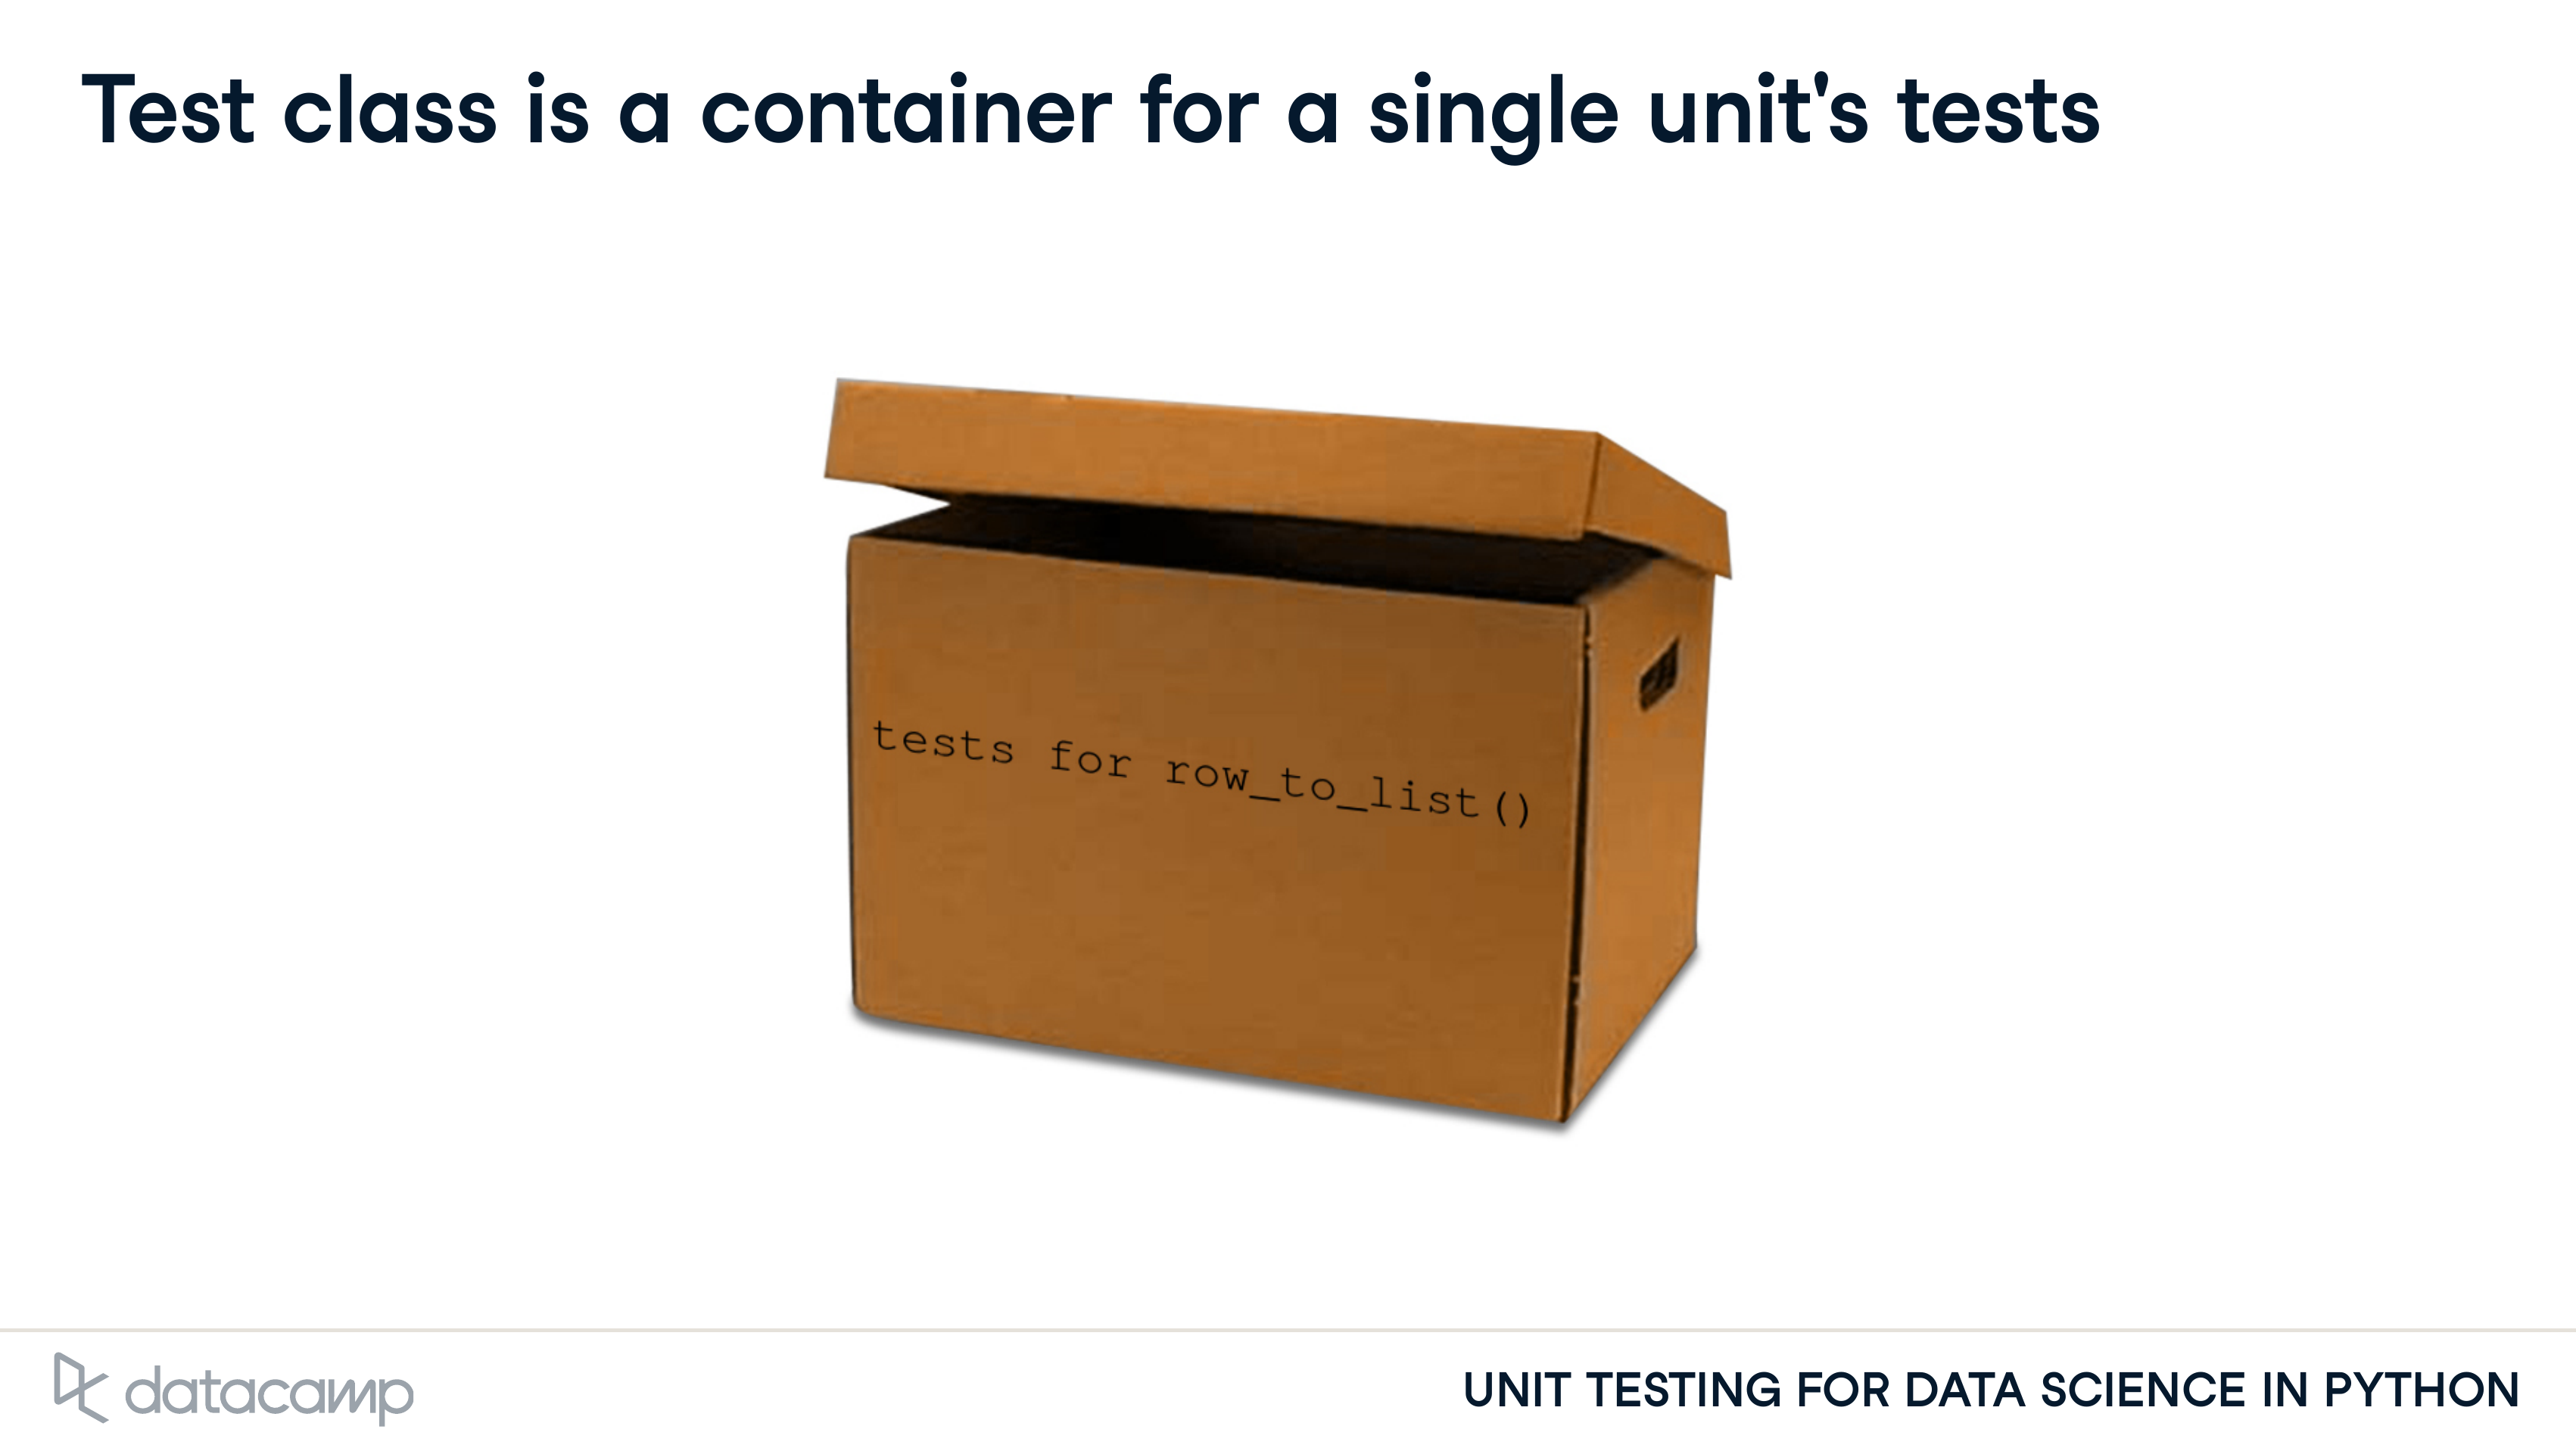 Test class is a container for a single unit's tests
tests for row_to_list()
datacamp
UNIT TESTING FOR DATA SCIENCE IN PYTHON